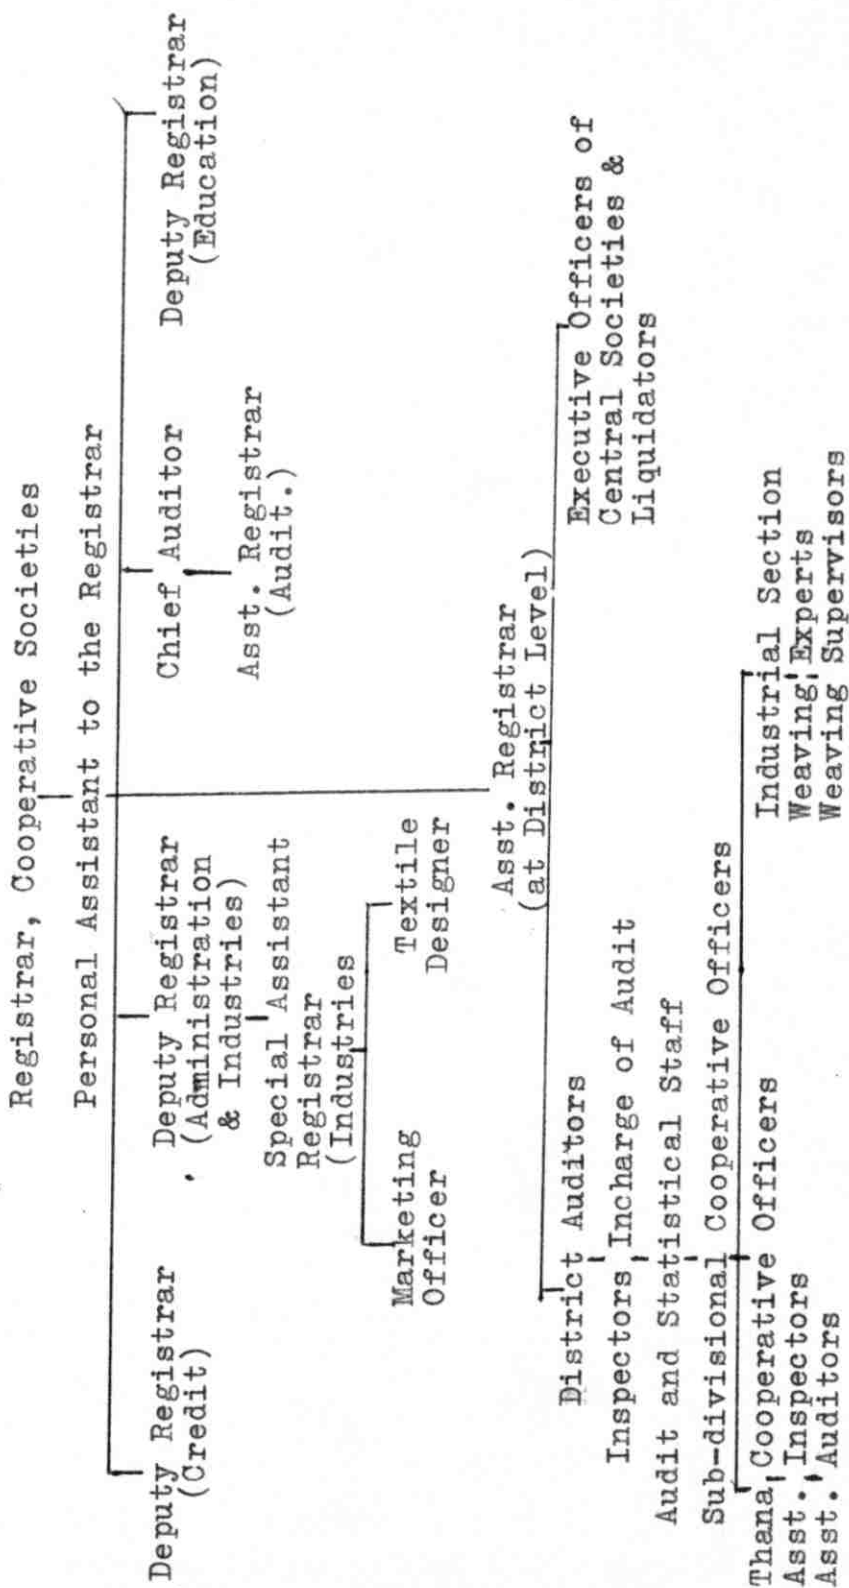 Registrar, Cooperative Societies
Personal Assistant to the Registrar
Deputy Registrar
(Credit)
Deputy Registrar
(Administration
& Industries)
Special Assistant
Registrar
(Industries
Marketing
Officer
Textile
Designer
Chief Auditor
Asst. Registrar
(Audit.)
Deputy Registrar
(Education)
Asst. Registrar
(at District Level)
District Auditors
Inspectors Incharge of Audit
Audit and Statistical Staff
Sub-divisional Cooperative Officers
Thana Cooperative Officers
Asst. Inspectors
Asst. Auditors
Industrial Section
Weaving Experts
Weaving Supervisors
Executive Officers of
Central Societies &
Liquidators